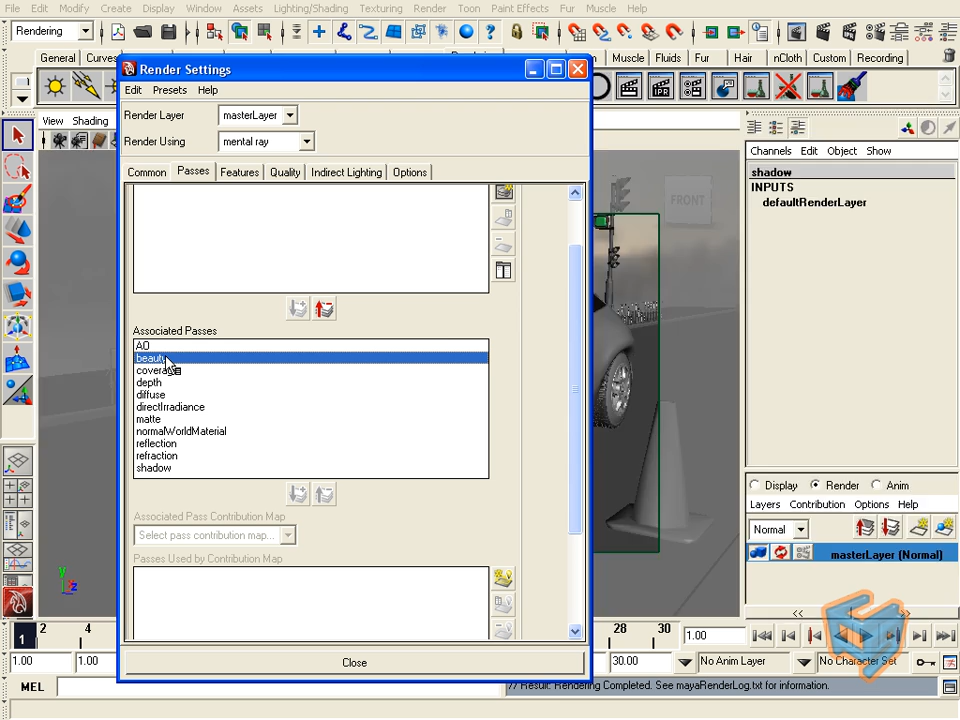 File Edit Modify Create Display Window Assets Lighting/Shading Texturing Render Toon Paint Effects Fur Muscle Help
Rendering
General Curves Muscle Fluids Fur Hair nCloth Custom Recording
Render Settings
Edit Presets Help
Render Layer masterLayer
Render Using mental ray
Common Passes Features Quality Indirect Lighting Options
View Shading
FRONT
Associated Passes
AO
beauty
coverage
depth
diffuse
directIrradiance
matte
normalWorldMaterial
reflection
refraction
shadow
Associated Pass Contribution Map
Select pass contribution map...
Passes Used by Contribution Map
Close
Channels Edit Object Show
shadow
INPUTS
defaultRenderLayer
Display Render Anim
Layers Contribution Options Help
Normal
masterLayer (Normal)
<< >>
y
z
1 2 4 28 30 1.00
1.00 1.00 30.00 No Anim Layer No Character Set
MEL
// Result: Rendering Completed. See mayaRenderLog.txt for information.